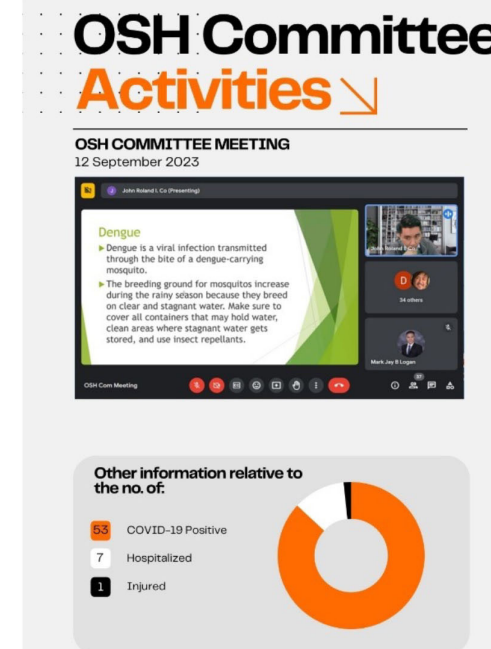 OSH Committee
Activities
OSH COMMITTEE MEETING
12 September 2023
J
John Roland I. Co (Presenting)
Dengue
Dengue is a viral infection transmitted
through the bite of a dengue-carrying
mosquito.
The breeding ground for mosquitos increase
during the rainy season because they breed
on clear and stagnant water. Make sure to
cover all containers that may hold water,
clean areas where stagnant water gets
stored, and use insect repellants.
John Roland I. Co
D
34 others
Mark Jay B Logan
OSH Com Meeting
37
Other information relative to
the no. of:
53 COVID-19 Positive
7 Hospitalized
1 Injured